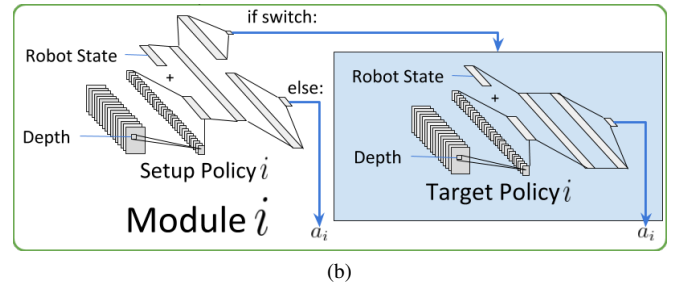 if switch:
Robot State
+
else:
Depth
Setup Policy i
Module i
a_i
Robot State
+
Depth
Target Policy i
a_i
(b)